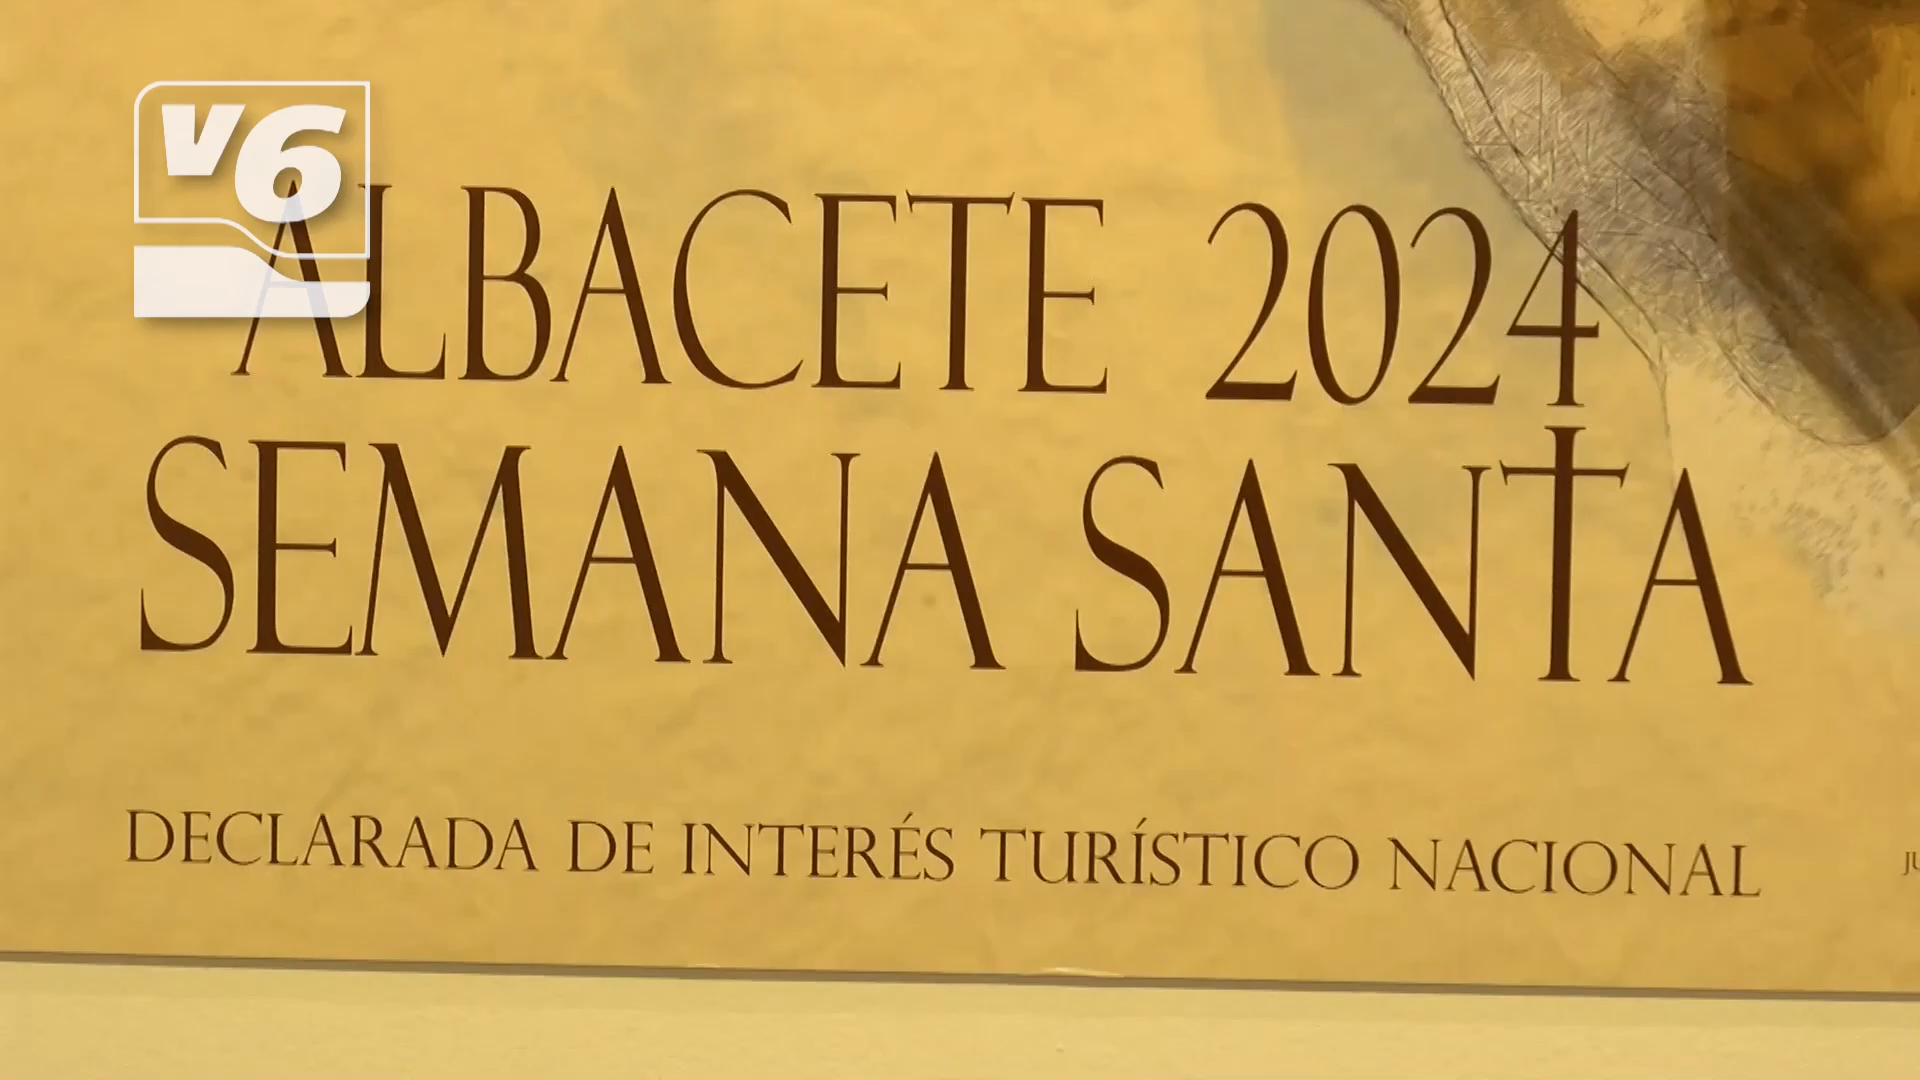 V6
ALBACETE 2024
SEMANA SANTA
DECLARADA DE INTERÉS TURÍSTICO NACIONAL